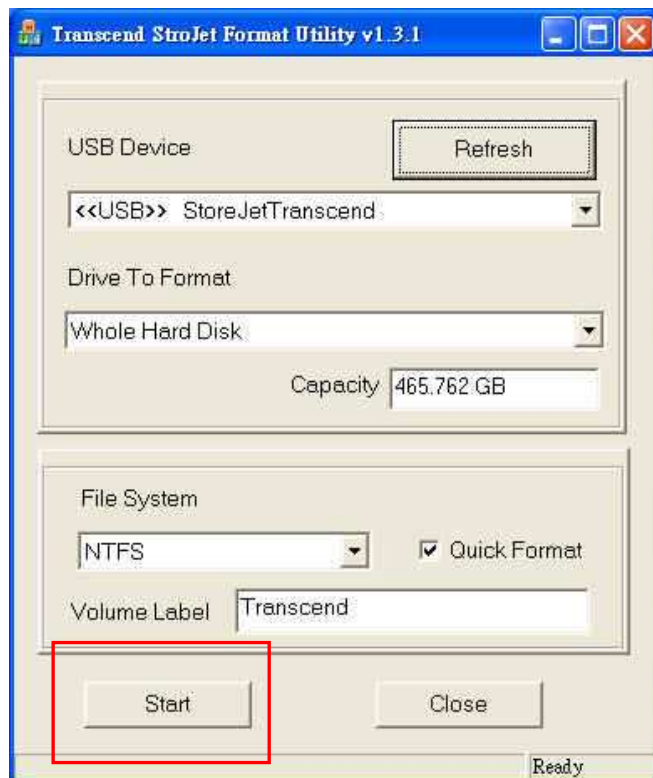 Transcend StroJet Format Utility v1.3.1
USB Device
Refresh
<<USB>> StoreJetTranscend
Drive To Format
Whole Hard Disk
Capacity 465.762 GB
File System
NTFS
Quick Format
Volume Label Transcend
Start
Close
Ready